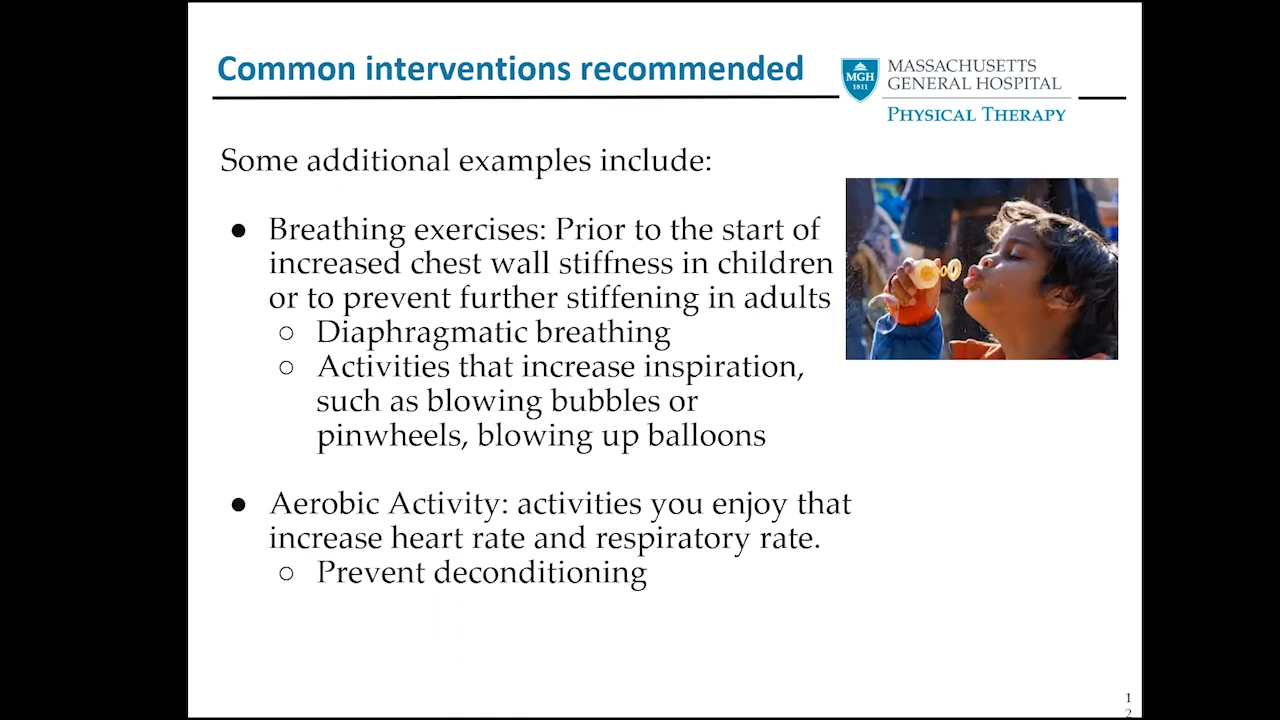 Common interventions recommended
MGH
1811
MASSACHUSETTS
GENERAL HOSPITAL
PHYSICAL THERAPY
Some additional examples include:
● Breathing exercises: Prior to the start of
increased chest wall stiffness in children
or to prevent further stiffening in adults
○ Diaphragmatic breathing
○ Activities that increase inspiration,
such as blowing bubbles or
pinwheels, blowing up balloons
● Aerobic Activity: activities you enjoy that
increase heart rate and respiratory rate.
○ Prevent deconditioning
1
2